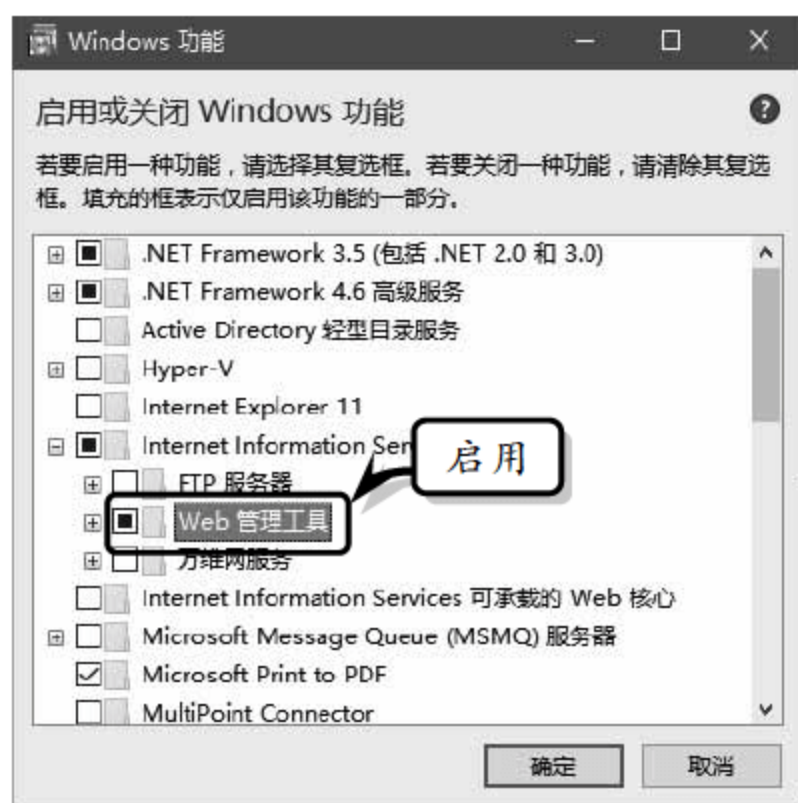 Windows 功能
启用或关闭 Windows 功能
若要启用一种功能，请选择其复选框。若要关闭一种功能，请清除其复选
框。填充的框表示仅启用该功能的一部分。
.NET Framework 3.5 (包括 .NET 2.0 和 3.0)
.NET Framework 4.6 高级服务
Active Directory 轻型目录服务
Hyper-V
Internet Explorer 11
Internet Information Ser
启用
FTP 服务器
Web 管理工具
万维网服务
Internet Information Services 可承载的 Web 核心
Microsoft Message Queue (MSMQ) 服务器
Microsoft Print to PDF
MultiPoint Connector
确定
取消